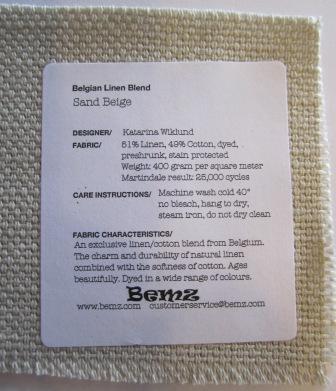 Belgian Linen Blend
Sand Beige
DESIGNER/ Katarina Wiklund
FABRIC/ 51% Linen, 49% Cotton, dyed,
preshrunk, stain protected
Weight: 400 gram per square meter
Martindale result: 25,000 cycles
CARE INSTRUCTIONS/ Machine wash cold 40°
no bleach, hang to dry,
steam iron, do not dry clean
FABRIC CHARACTERISTICS/
An exclusive linen/cotton blend from Belgium.
The charm and durability of natural linen
combined with the softness of cotton. Ages
beautifully. Dyed in a wide range of colours.
Bemz
www.bemz.com customerservice@bemz.com